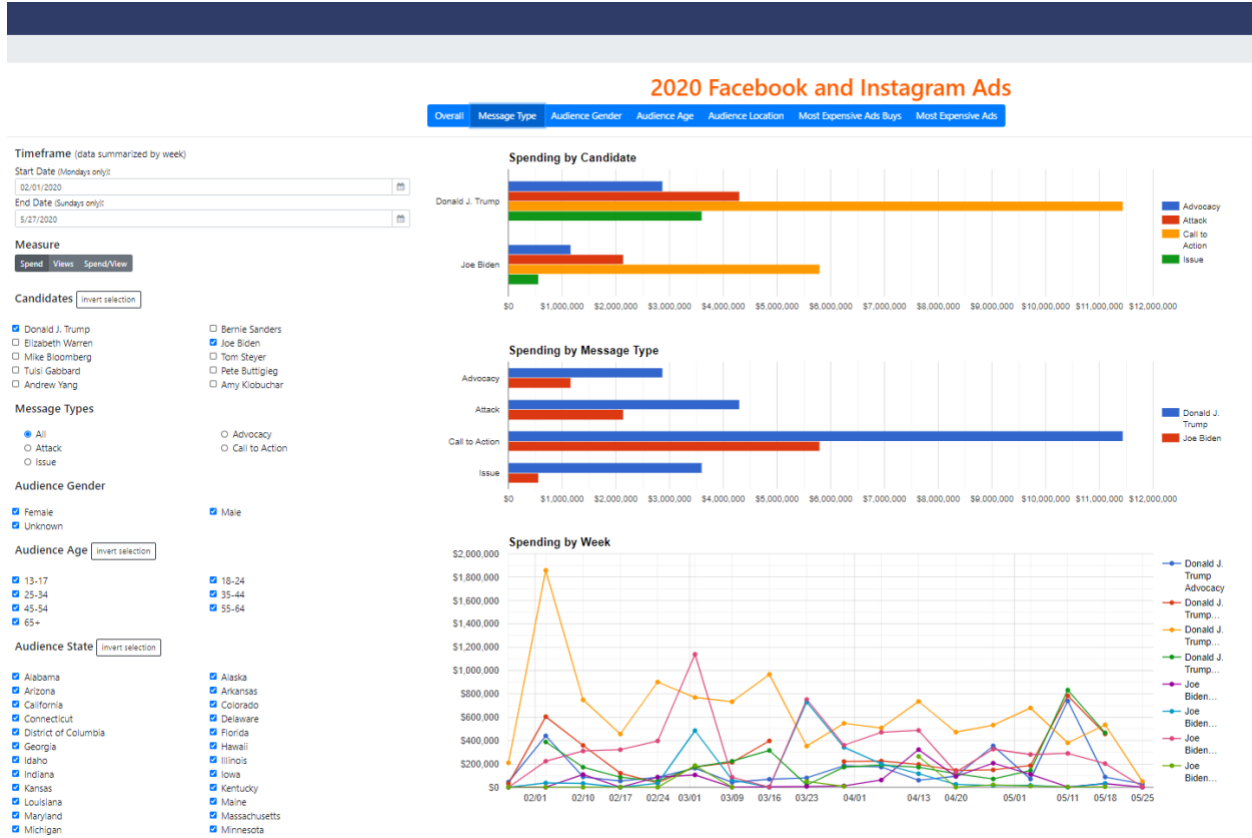 2020 Facebook and Instagram Ads
Overall Message Type Audience Gender Audience Age Audience Location Most Expensive Ads Buys Most Expensive Ads
Timeframe (data summarized by week)
Start Date (Mondays only):
02/01/2020
End Date (Sundays only):
5/27/2020
Measure
Spend Views Spend/View
Candidates invert selection
Donald J. Trump Bernie Sanders
Elizabeth Warren Joe Biden
Mike Bloomberg Tom Steyer
Tulsi Gabbard Pete Buttigieg
Andrew Yang Amy Klobuchar
Message Types
All Advocacy
Attack Call to Action
Issue
Audience Gender
Female Male
Unknown
Audience Age invert selection
13-17 18-24
25-34 35-44
45-54 55-64
65+
Audience State invert selection
Alabama Alaska
Arizona Arkansas
California Colorado
Connecticut Delaware
District of Columbia Florida
Georgia Hawaii
Idaho Illinois
Indiana Iowa
Kansas Kentucky
Louisiana Maine
Maryland Massachusetts
Michigan Minnesota
Spending by Candidate
Donald J. Trump
Joe Biden
$0 $1,000,000 $2,000,000 $3,000,000 $4,000,000 $5,000,000 $6,000,000 $7,000,000 $8,000,000 $9,000,000 $10,000,000 $11,000,000 $12,000,000
Advocacy
Attack
Call to
Action
Issue
Spending by Message Type
Advocacy
Attack
Call to Action
Issue
$0 $1,000,000 $2,000,000 $3,000,000 $4,000,000 $5,000,000 $6,000,000 $7,000,000 $8,000,000 $9,000,000 $10,000,000 $11,000,000 $12,000,000
Donald J.
Trump
Joe Biden
Spending by Week
$2,000,000
$1,800,000
$1,600,000
$1,400,000
$1,200,000
$1,000,000
$800,000
$600,000
$400,000
$200,000
$0
02/01 02/10 02/17 02/24 03/01 03/09 03/16 03/23 04/01 04/13 04/20 05/01 05/11 05/18 05/25
Donald J.
Trump
Advocacy
Donald J.
Trump...
Donald J.
Trump...
Donald J.
Trump...
Joe
Biden...
Joe
Biden...
Joe
Biden...
Joe
Biden...